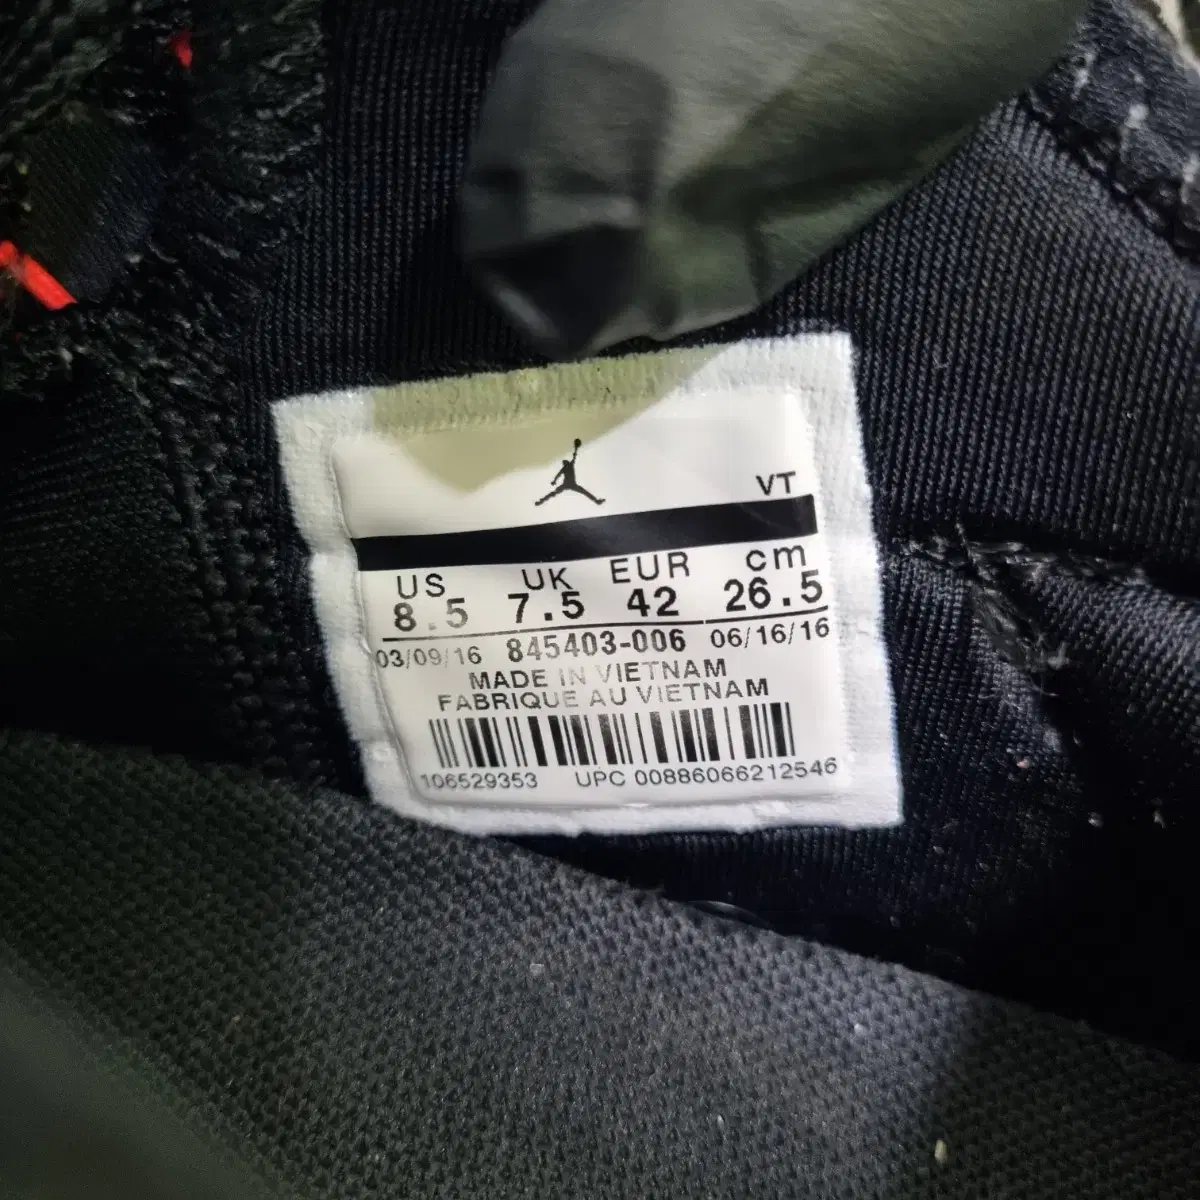 VT
US UK EUR cm
8.5 7.5 42 26.5
03/09/16 845403-006 06/16/16
MADE IN VIETNAM
FABRIQUE AU VIETNAM
106529353 UPC 00886066212546